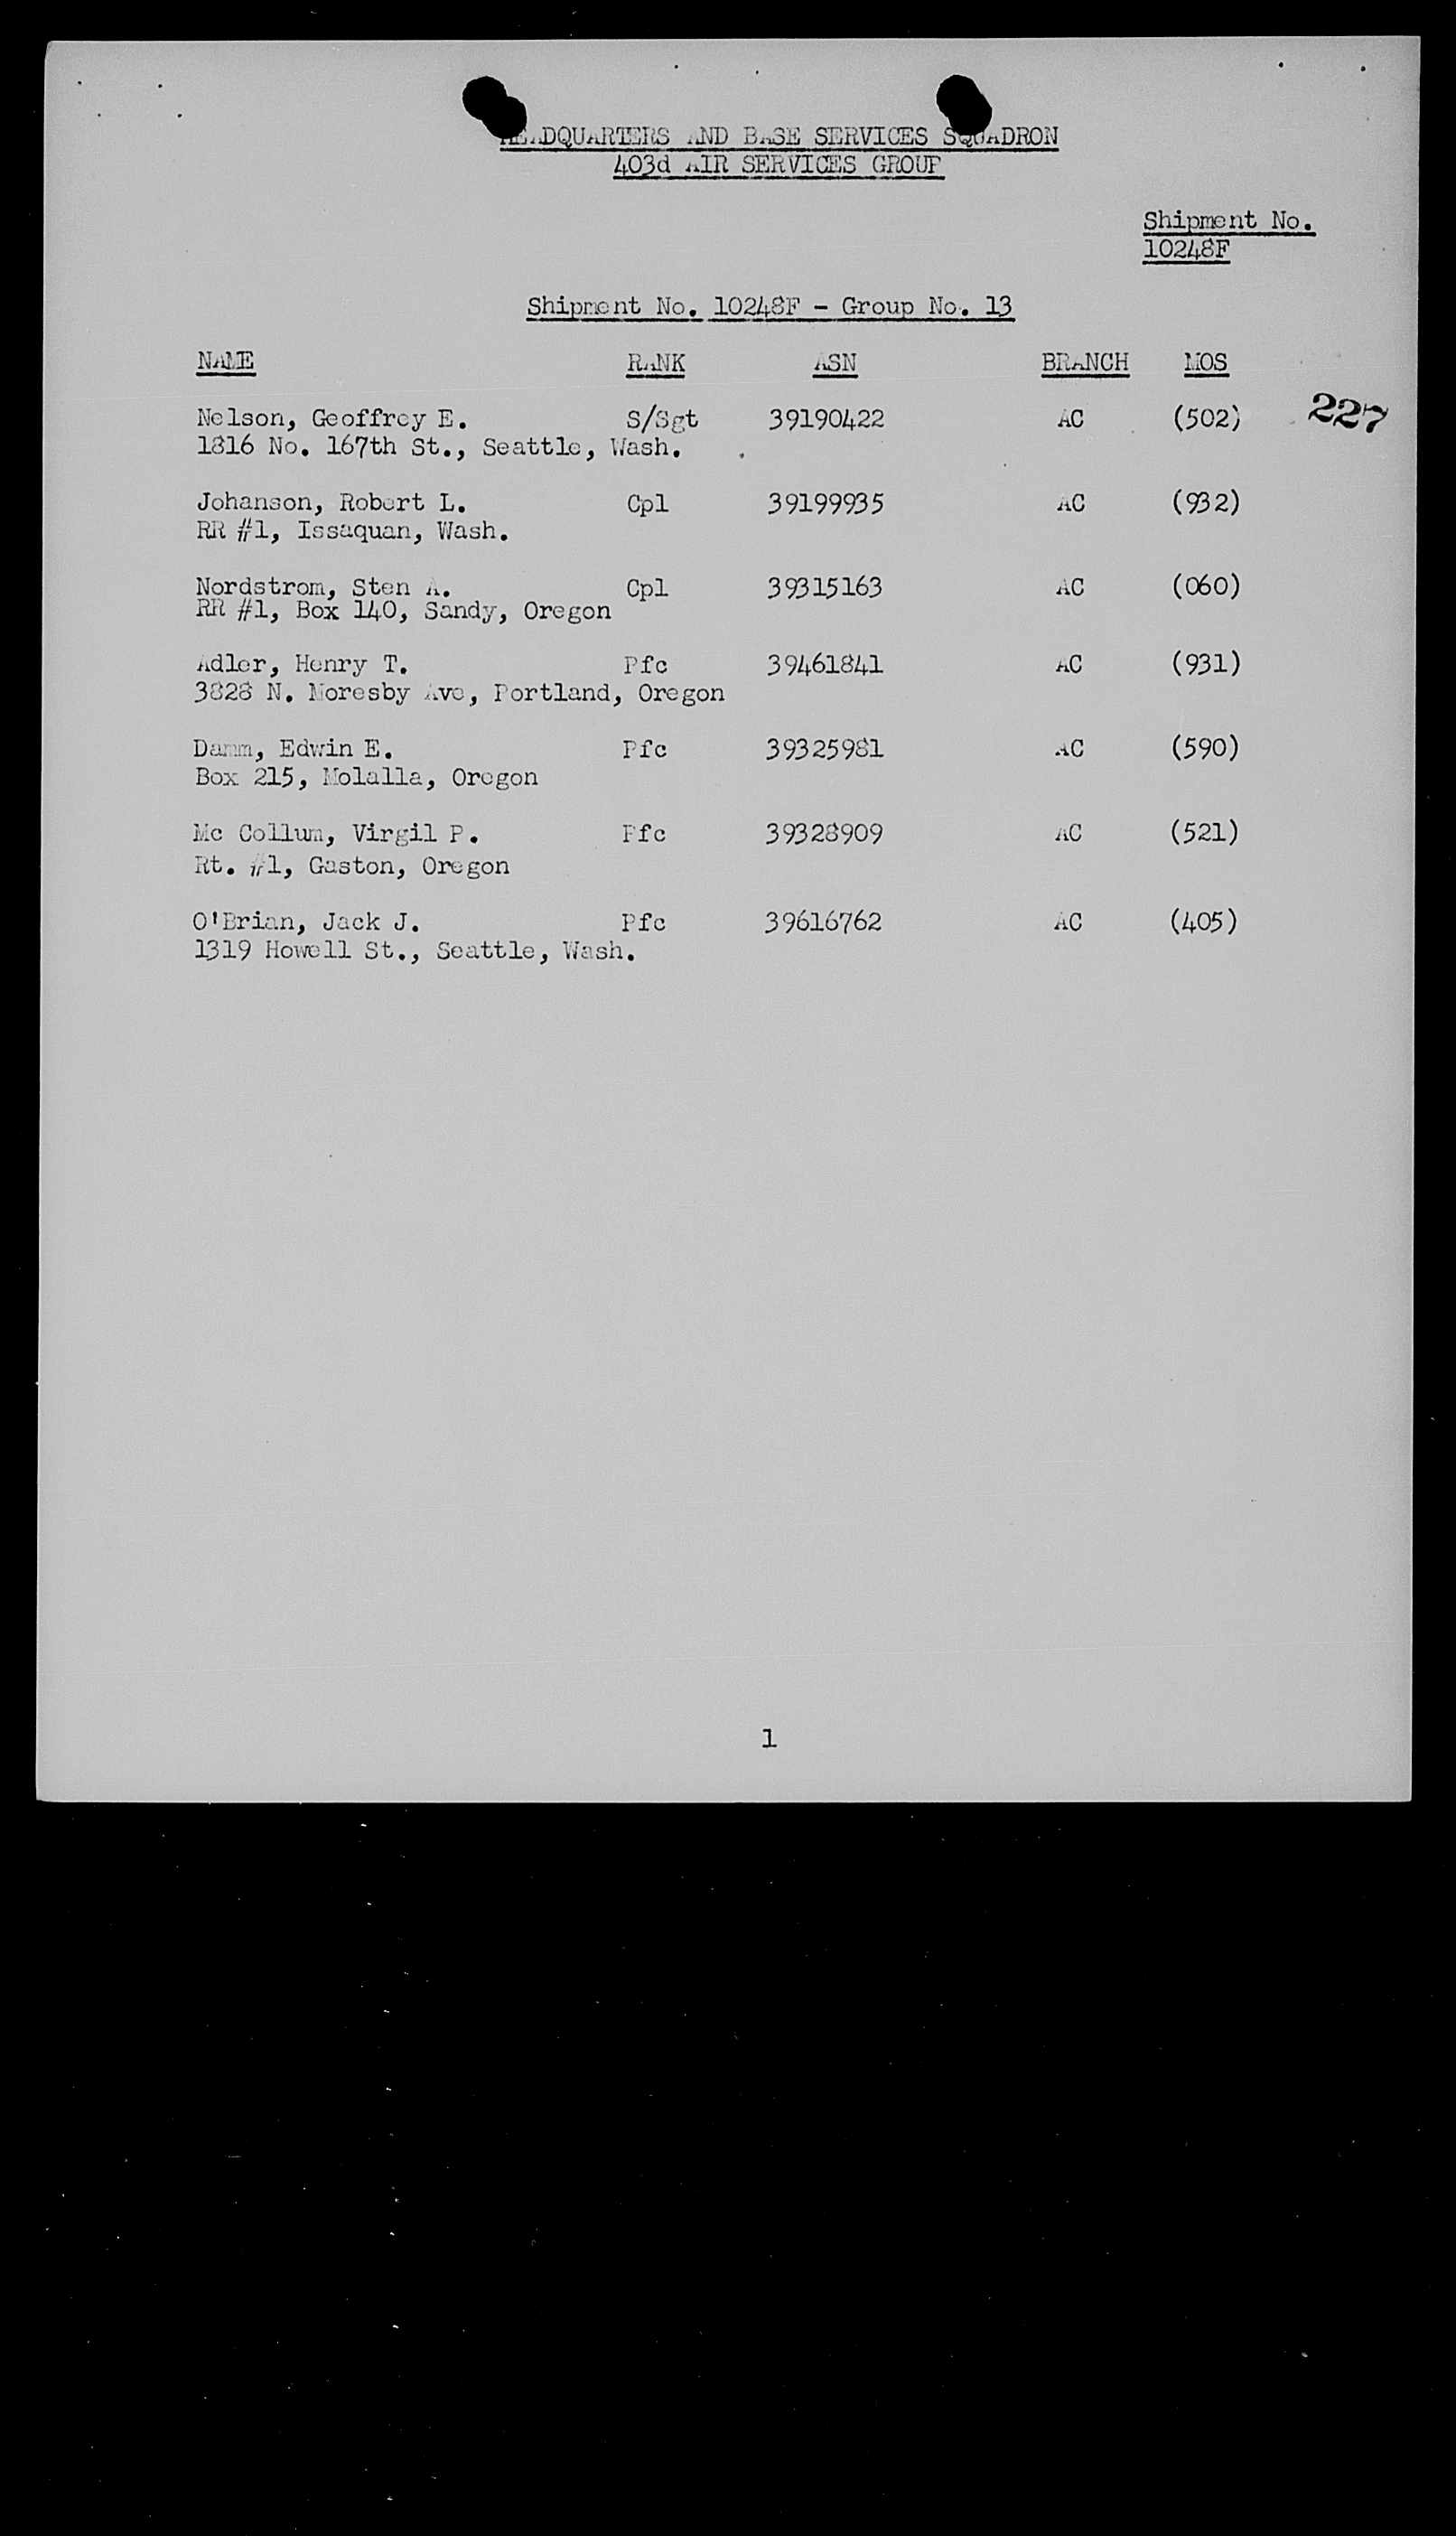 HEADQUARTERS AND BASE SERVICES SQUADRON
403d AIR SERVICES GROUP
Shipment No.
10248F
Shipment No. 10248F - Group No. 13
NAME RANK ASN BRANCH MOS
Nelson, Geoffrey E. S/Sgt 39190422 AC (502) 227
1816 No. 167th St., Seattle, Wash.
Johanson, Robert L. Cpl 39199935 AC (932)
RR #1, Issaquan, Wash.
Nordstrom, Sten A. Cpl 39315163 AC (060)
RR #1, Box 140, Sandy, Oregon
Adler, Henry T. Pfc 39461841 AC (931)
3828 N. Moresby Ave, Portland, Oregon
Damm, Edwin E. Pfc 39325981 AC (590)
Box 215, Molalla, Oregon
Mc Collum, Virgil P. Pfc 39328909 AC (521)
Rt. #1, Gaston, Oregon
O'Brian, Jack J. Pfc 39616762 AC (405)
1319 Howell St., Seattle, Wash.
1